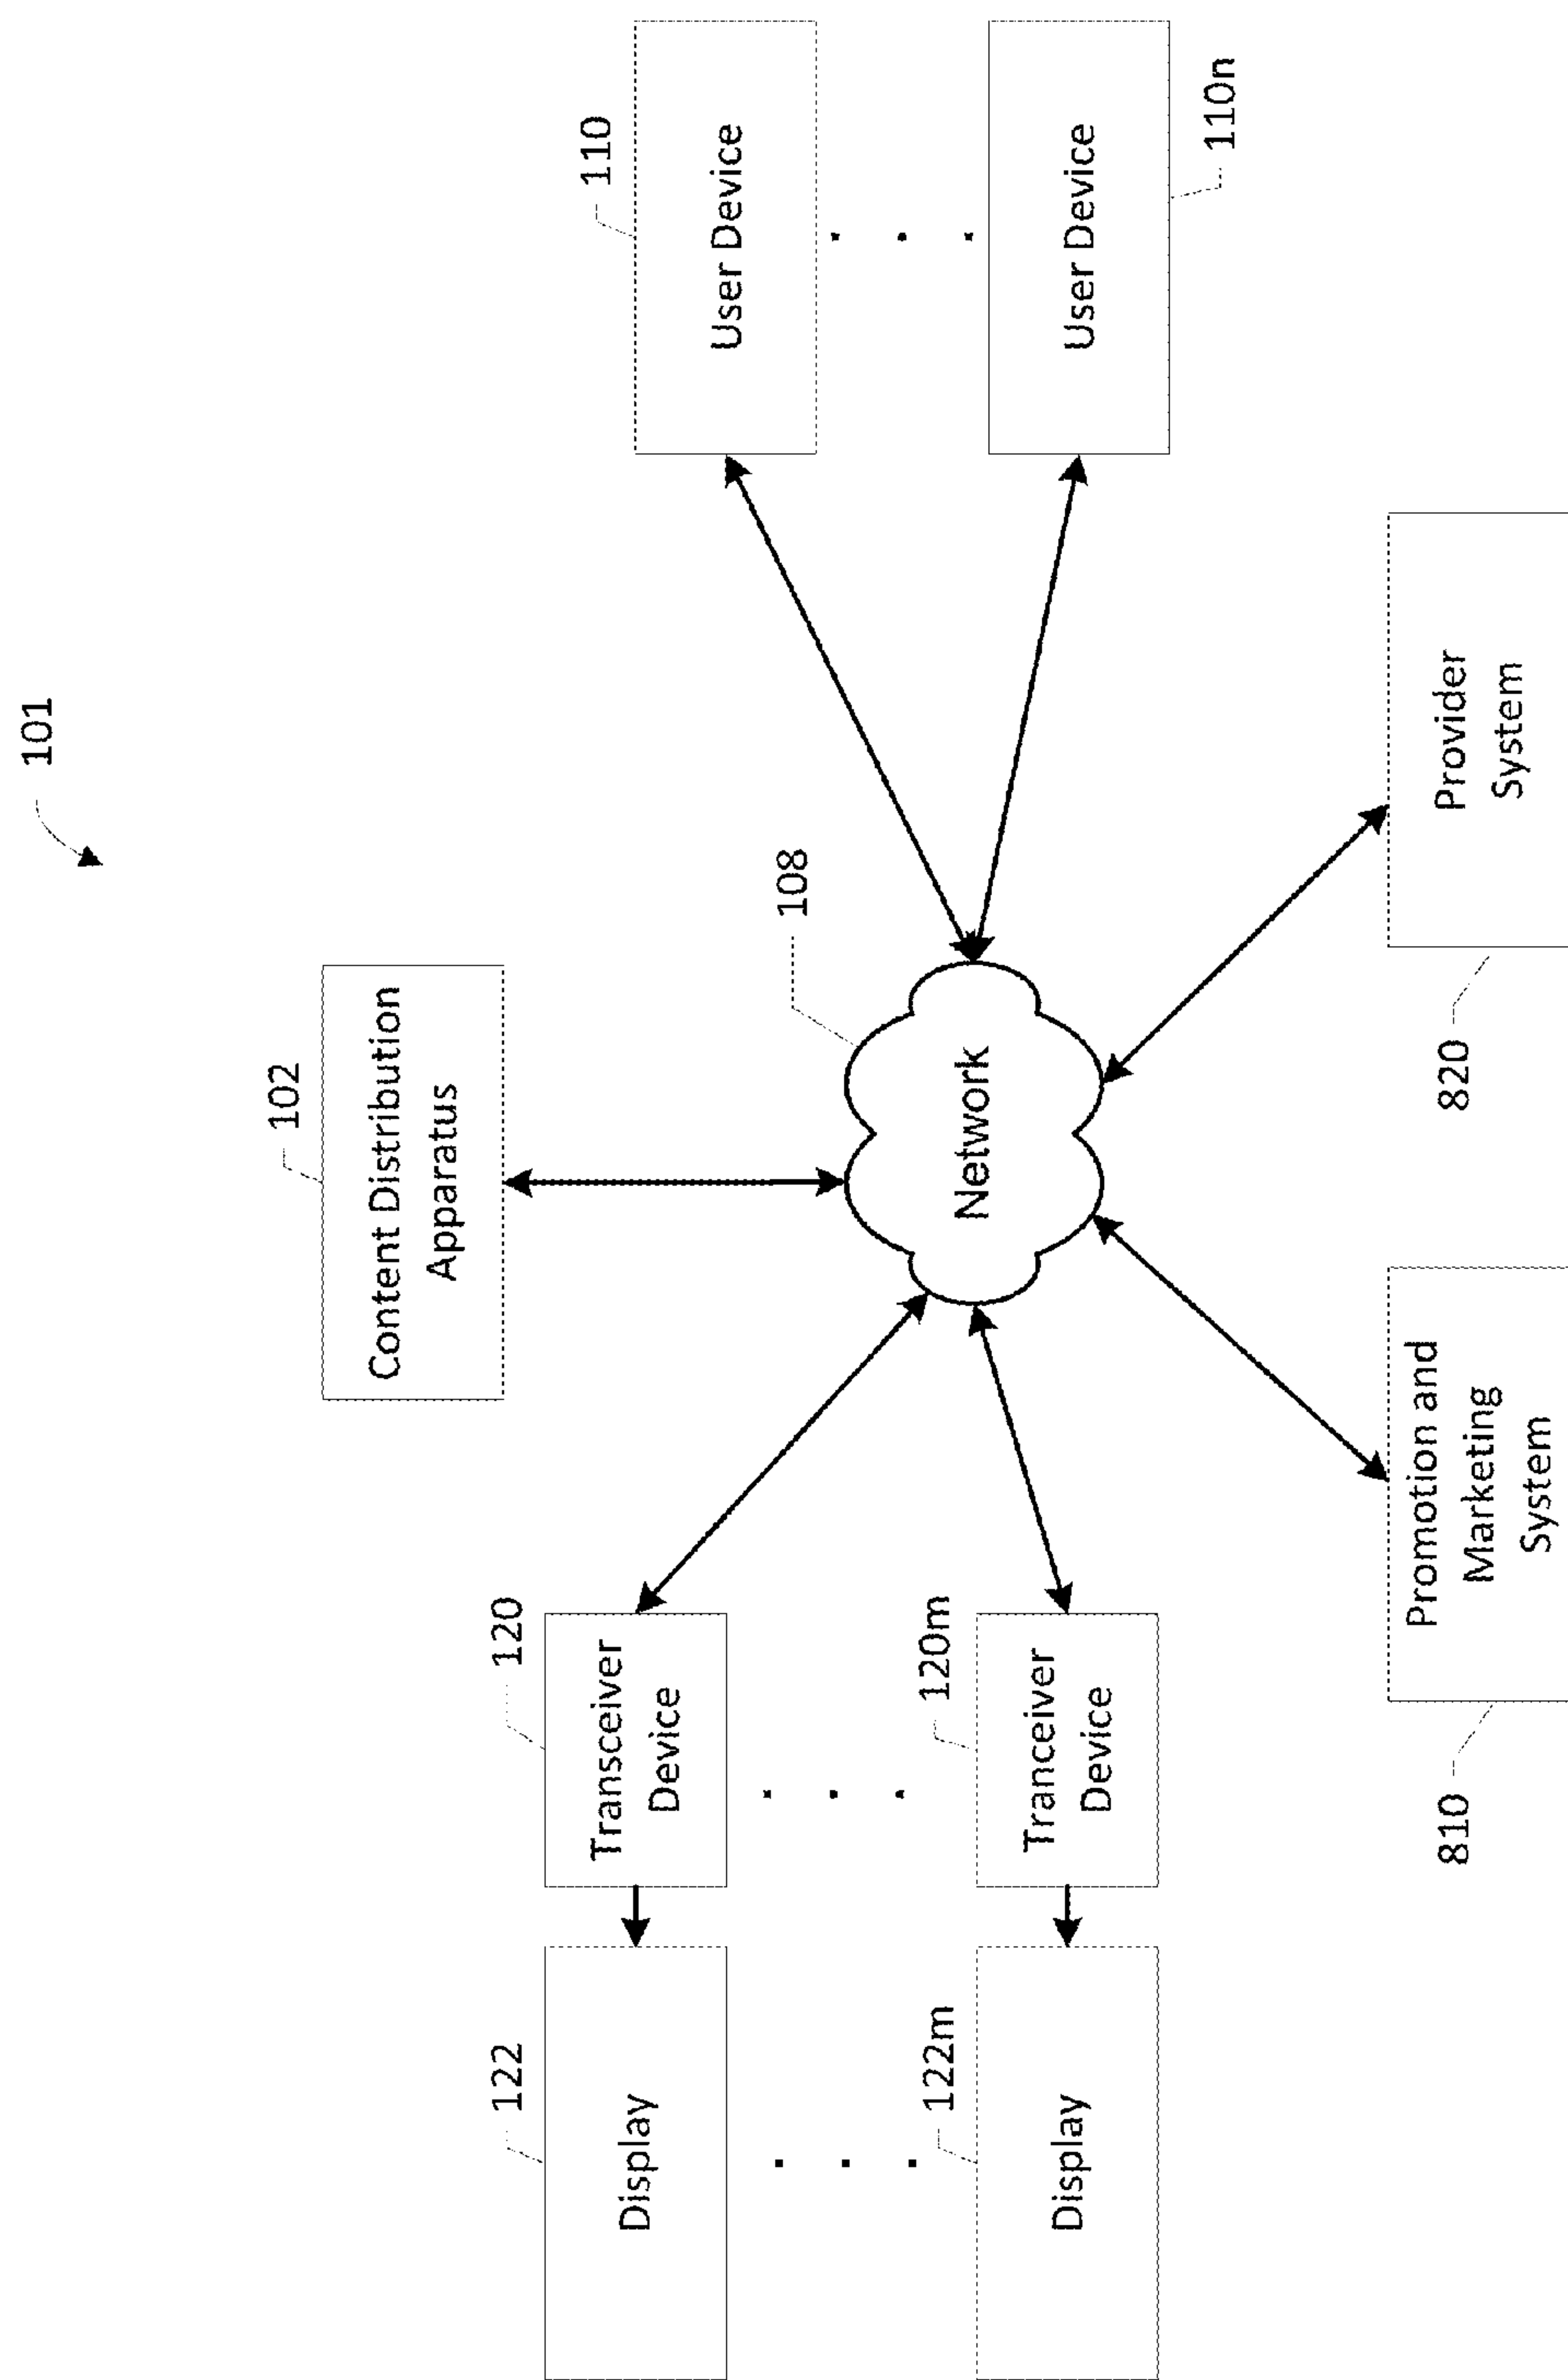 101
102
Content Distribution
Apparatus
122
Display
120
Transceiver
Device
108
Network
110
User Device
122m
Display
120m
Tranceiver
Device
User Device
110n
810
Promotion and
Marketing
System
820
Provider
System